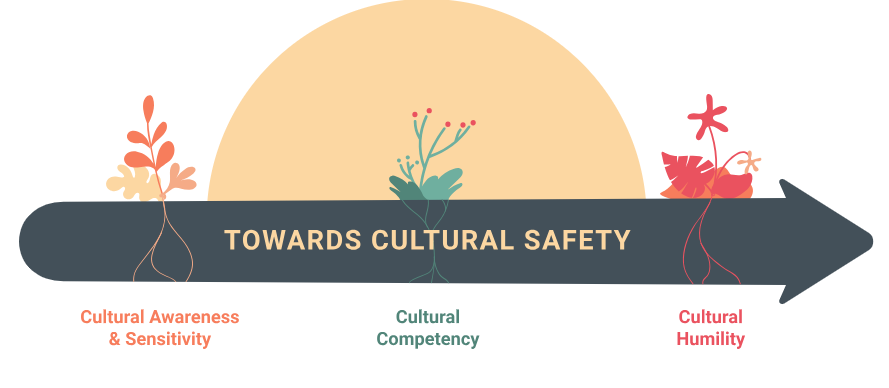 TOWARDS CULTURAL SAFETY
Cultural Awareness
& Sensitivity
Cultural
Competency
Cultural
Humility